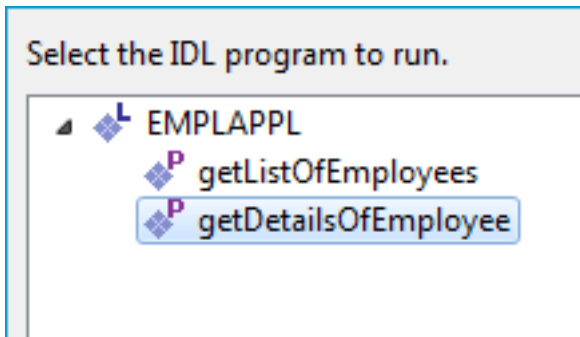 Select the IDL program to run.
L EMPLAPPL
P getListOfEmployees
P getDetailsOfEmployee